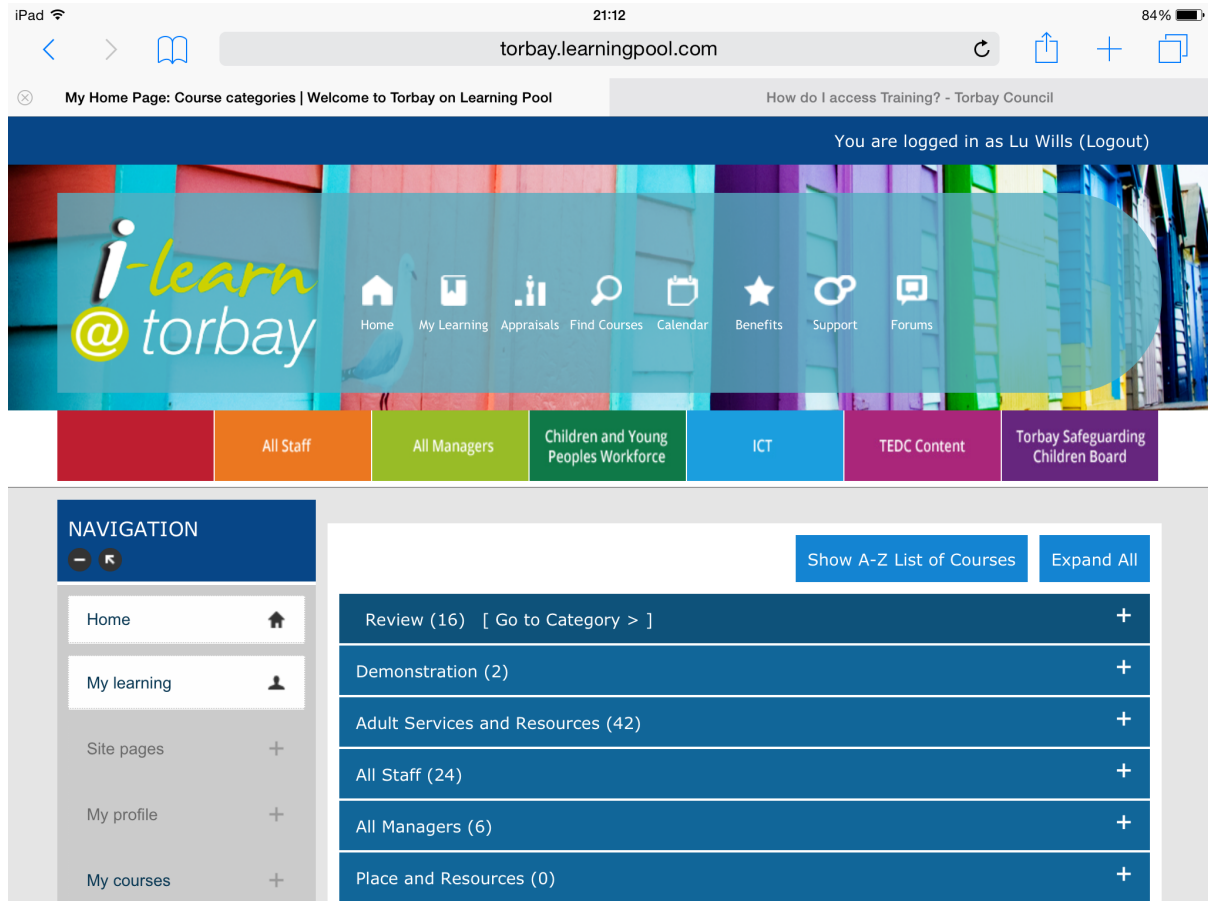 iPad 21:12 84%
torbay.learningpool.com
My Home Page: Course categories | Welcome to Torbay on Learning Pool How do I access Training? - Torbay Council
You are logged in as Lu Wills (Logout)
i-learn
@ torbay
Home My Learning Appraisals Find Courses Calendar Benefits Support Forums
All Staff All Managers Children and Young Peoples Workforce ICT TEDC Content Torbay Safeguarding Children Board
NAVIGATION
Home
My learning
Site pages
My profile
My courses
Show A-Z List of Courses Expand All
Review (16) [ Go to Category > ]
Demonstration (2)
Adult Services and Resources (42)
All Staff (24)
All Managers (6)
Place and Resources (0)